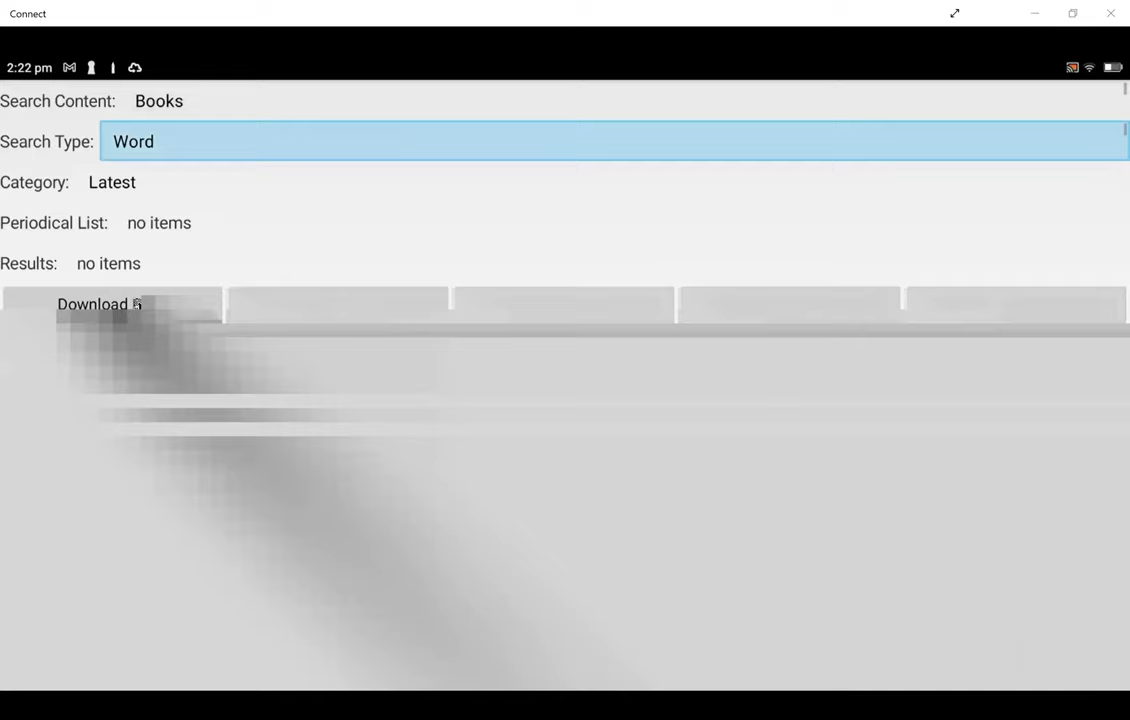 Connect
2:22 pm
Search Content: Books
Search Type: Word
Category: Latest
Periodical List: no items
Results: no items
Download